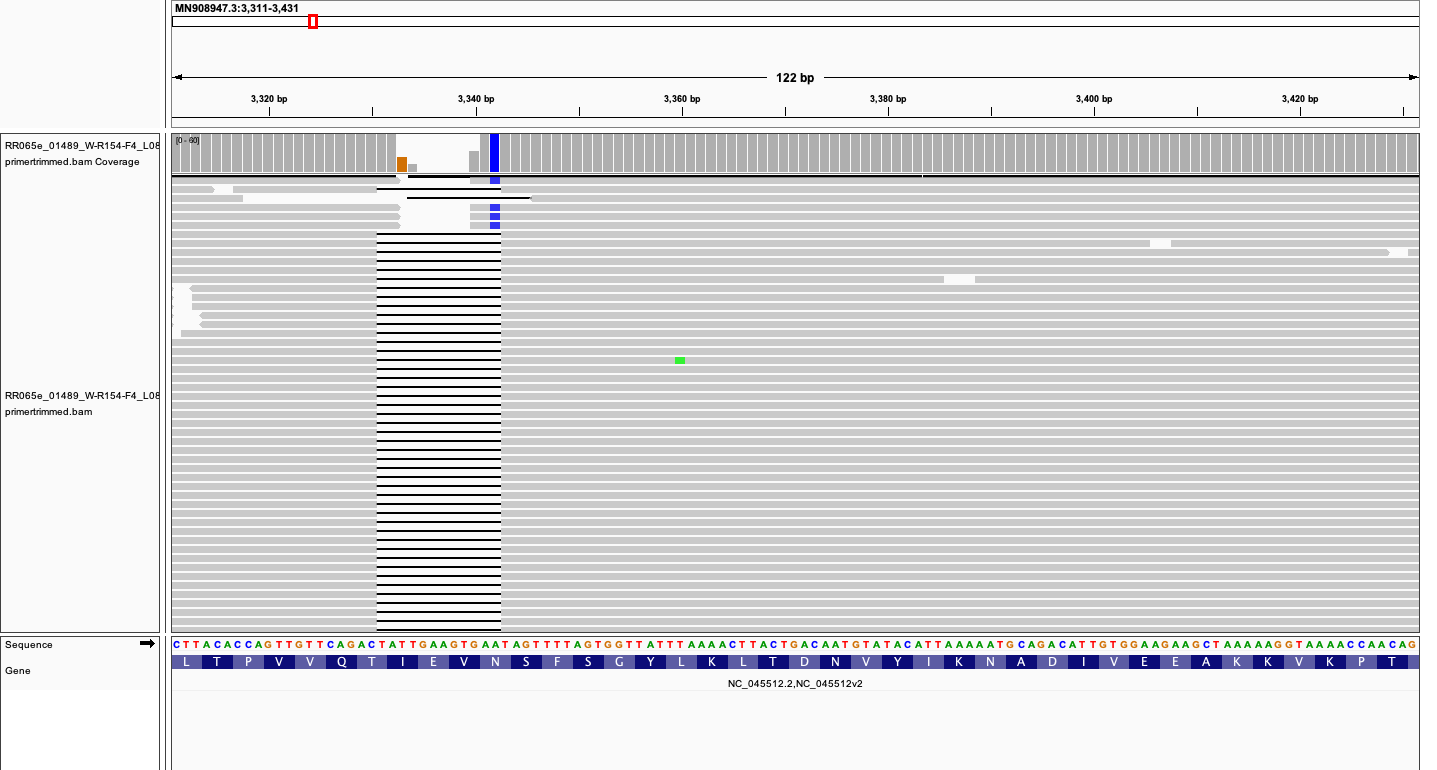 MN908947.3:3,311-3,431
122 bp
3,320 bp 3,340 bp 3,360 bp 3,380 bp 3,400 bp 3,420 bp
RR065e_01489_W-R154-F4_L08
primertrimmed.bam Coverage
[0 - 60]
RR065e_01489_W-R154-F4_L08
primertrimmed.bam
Sequence
CTTACACCAGTTGTTCAGACTATTGAAGTGAATAGTTTTAGTGGTTATTTAAAACTTACTGACAATGTATACATTAAAAATGCAGACATTGTGGAAGAAGCTAAAAAGGTAAAACCAACAG
Gene
L T P V V Q T I E V N S F S G Y L K L T D N V Y I K N A D I V E E A K K V K P T
NC_045512.2,NC_045512v2